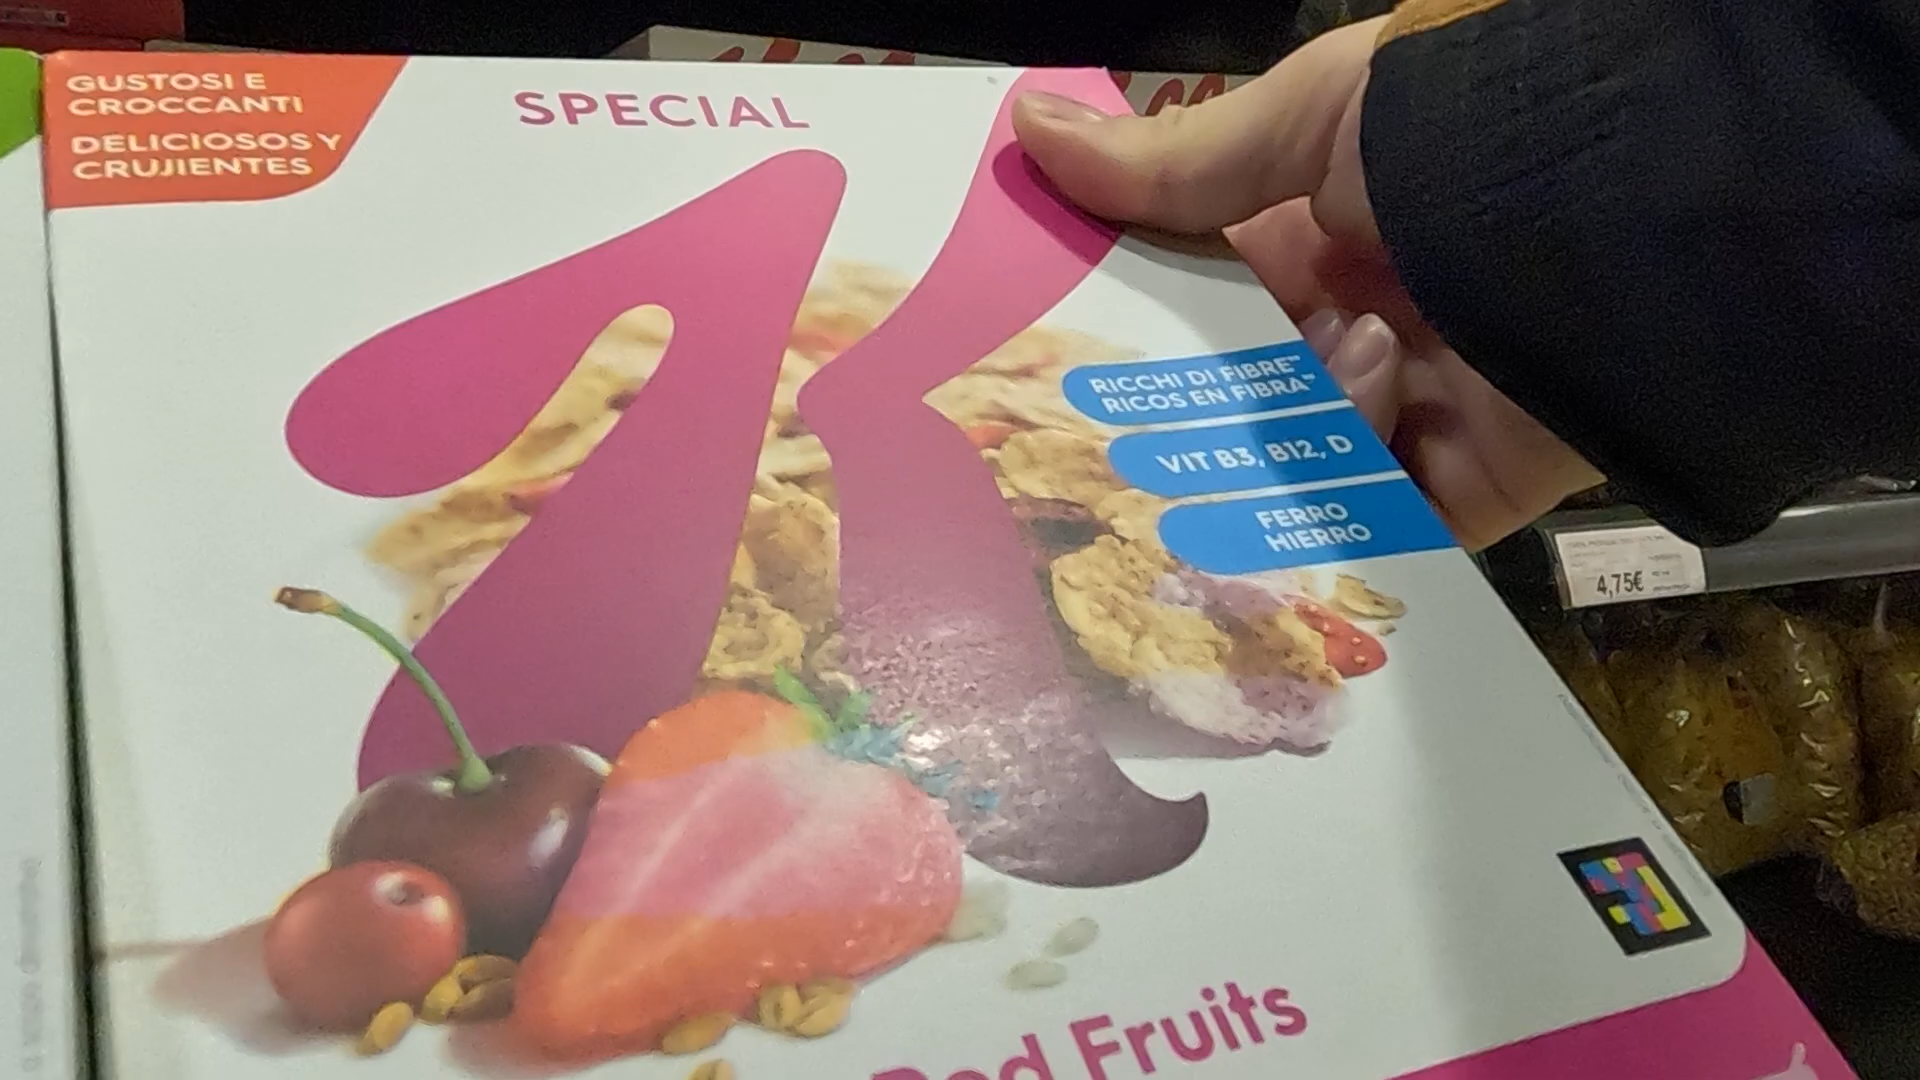 GUSTOSI E
CROCCANTI
DELICIOSOS Y
CRUJIENTES
SPECIAL
K
RICCHI DI FIBRE
RICOS EN FIBRA
VIT B3, B12, D
FERRO
HIERRO
4,75€
Red Fruits